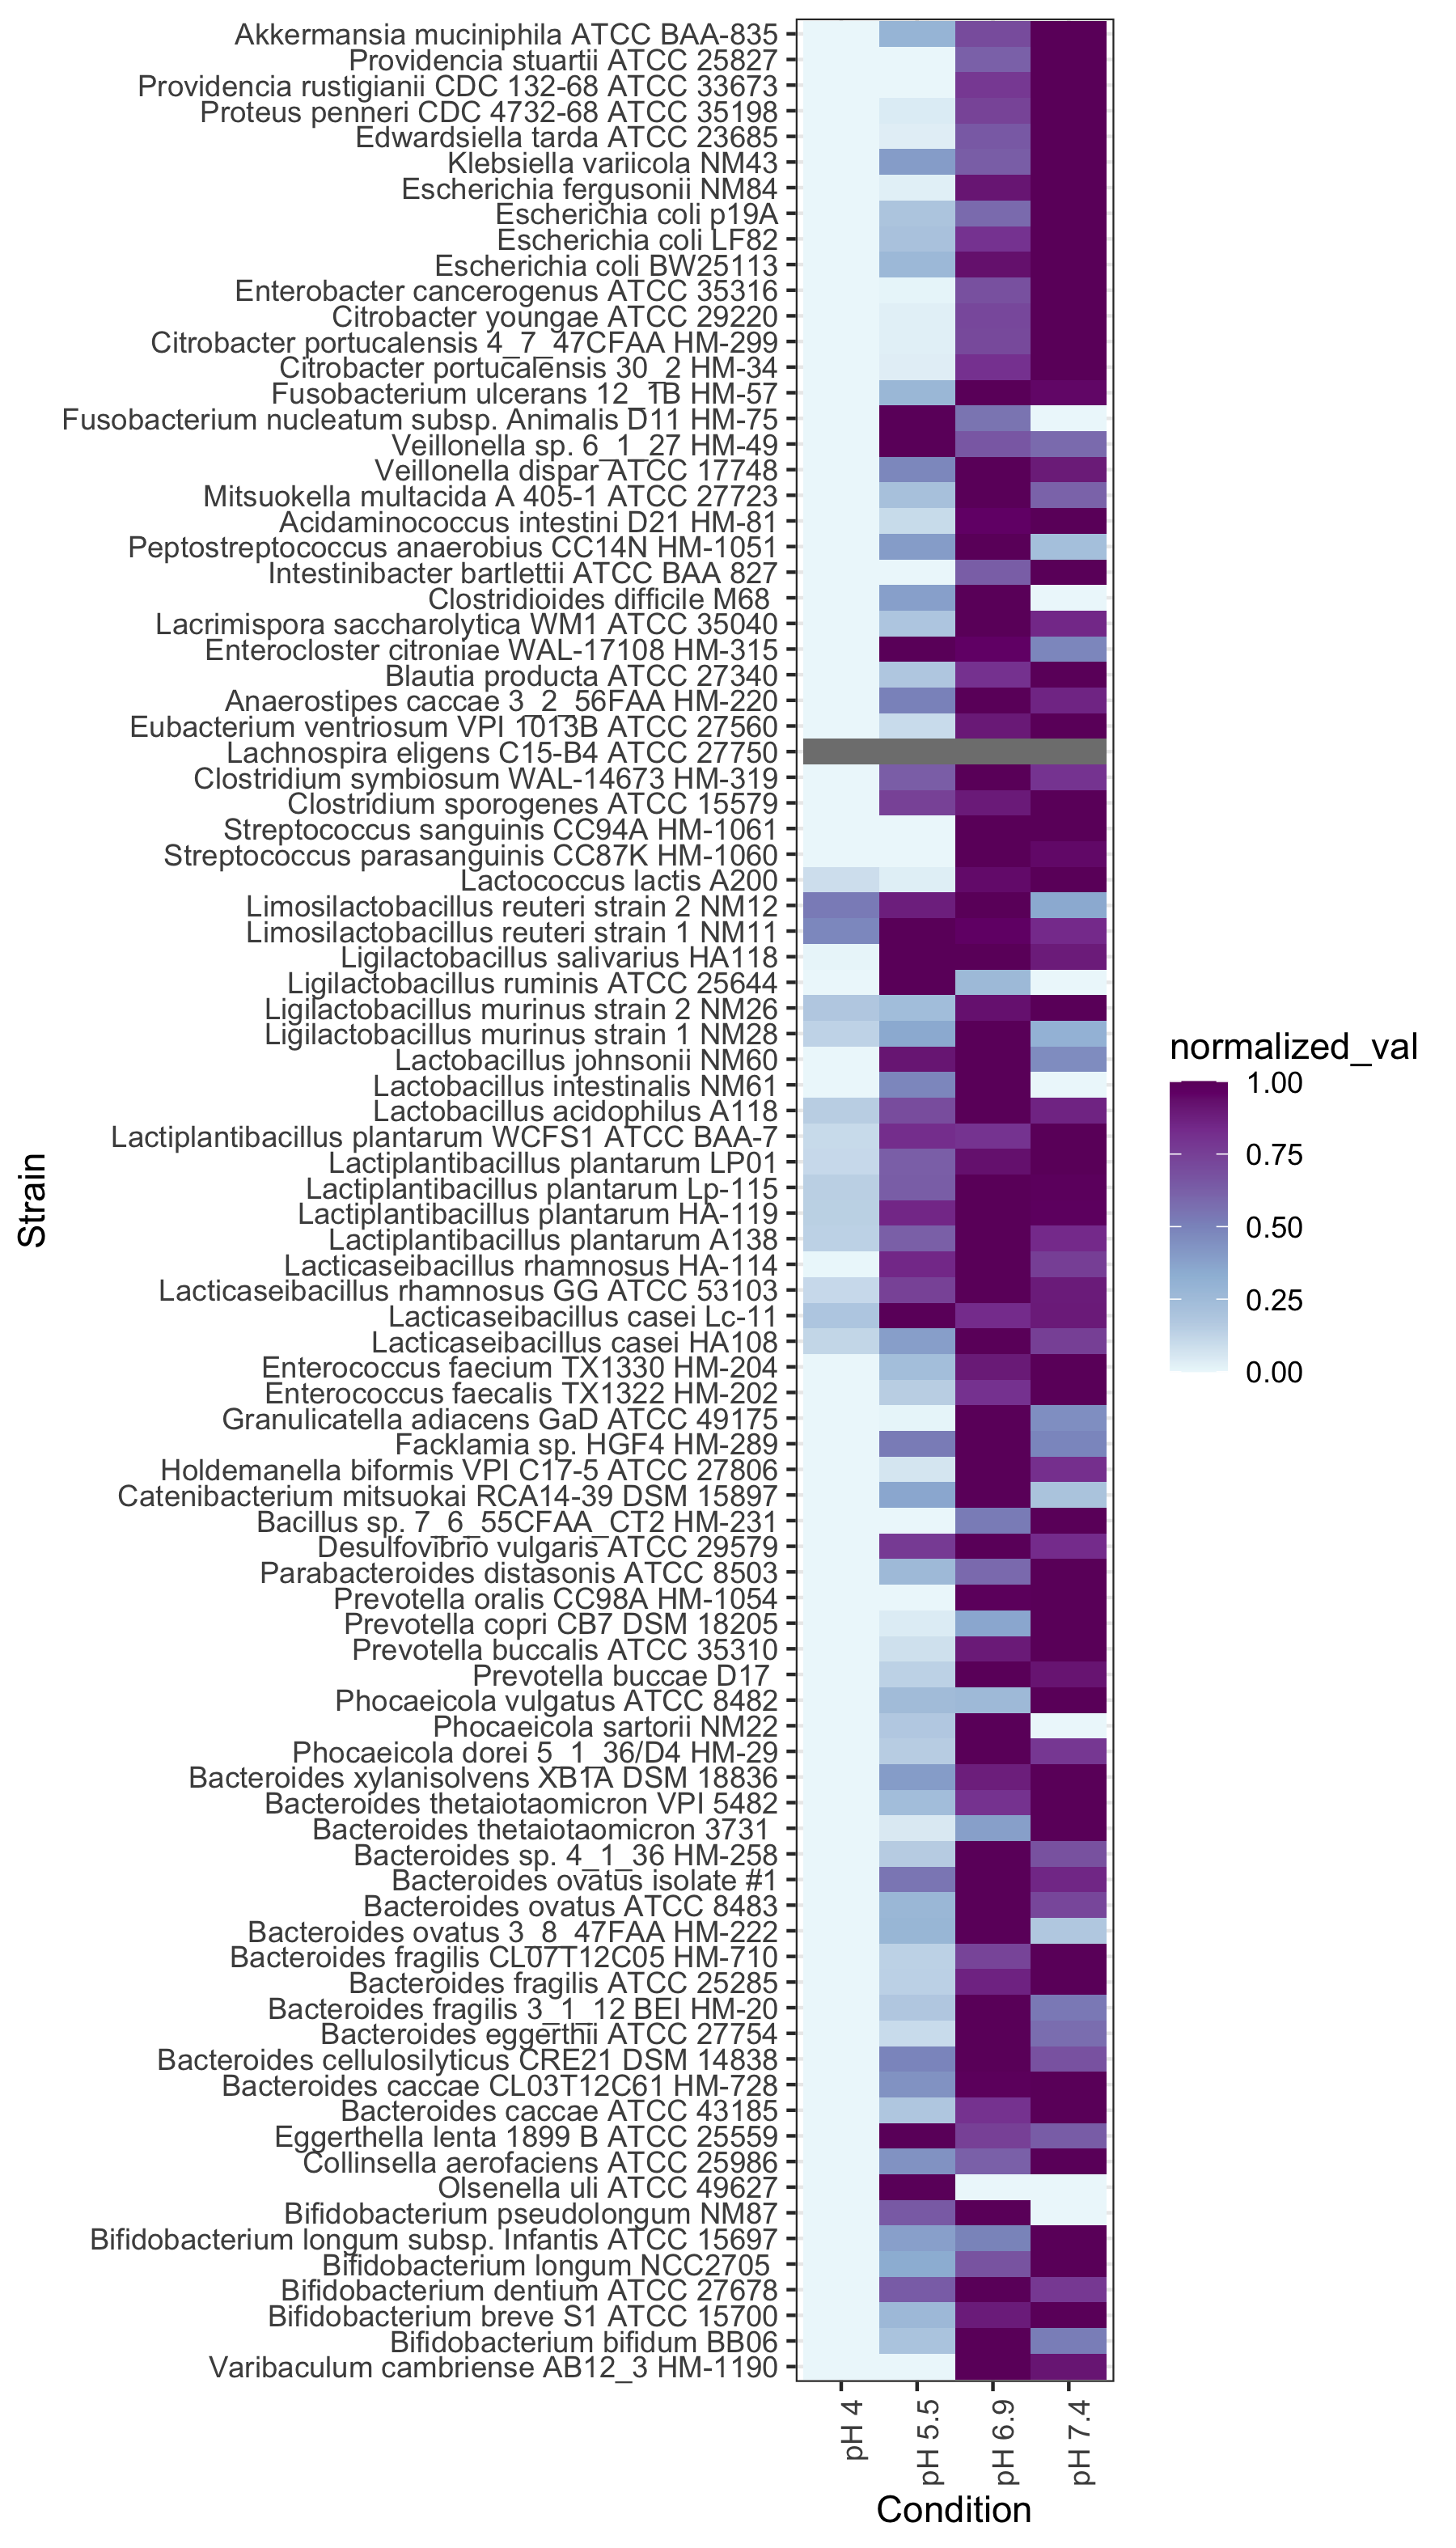 Akkermansia muciniphila ATCC BAA-835
Providencia stuartii ATCC 25827
Providencia rustigianii CDC 132-68 ATCC 33673
Proteus penneri CDC 4732-68 ATCC 35198
Edwardsiella tarda ATCC 23685
Klebsiella variicola NM43
Escherichia fergusonii NM84
Escherichia coli p19A
Escherichia coli LF82
Escherichia coli BW25113
Enterobacter cancerogenus ATCC 35316
Citrobacter youngae ATCC 29220
Citrobacter portucalensis 4_7_47CFAA HM-299
Citrobacter portucalensis 30_2 HM-34
Fusobacterium ulcerans 12_1B HM-57
Fusobacterium nucleatum subsp. Animalis D11 HM-75
Veillonella sp. 6_1_27 HM-49
Veillonella dispar ATCC 17748
Mitsuokella multacida A 405-1 ATCC 27723
Acidaminococcus intestini D21 HM-81
Peptostreptococcus anaerobius CC14N HM-1051
Intestinibacter bartlettii ATCC BAA 827
Clostridioides difficile M68
Lacrimispora saccharolytica WM1 ATCC 35040
Enterocloster citroniae WAL-17108 HM-315
Blautia producta ATCC 27340
Anaerostipes caccae 3_2_56FAA HM-220
Eubacterium ventriosum VPI 1013B ATCC 27560
Lachnospira eligens C15-B4 ATCC 27750
Clostridium symbiosum WAL-14673 HM-319
Clostridium sporogenes ATCC 15579
Streptococcus sanguinis CC94A HM-1061
Streptococcus parasanguinis CC87K HM-1060
Lactococcus lactis A200
Limosilactobacillus reuteri strain 2 NM12
Limosilactobacillus reuteri strain 1 NM11
Ligilactobacillus salivarius HA118
Ligilactobacillus ruminis ATCC 25644
Ligilactobacillus murinus strain 2 NM26
Ligilactobacillus murinus strain 1 NM28
Lactobacillus johnsonii NM60
Lactobacillus intestinalis NM61
Lactobacillus acidophilus A118
Lactiplantibacillus plantarum WCFS1 ATCC BAA-7
Lactiplantibacillus plantarum LP01
Lactiplantibacillus plantarum Lp-115
Lactiplantibacillus plantarum HA-119
Lactiplantibacillus plantarum A138
Lacticaseibacillus rhamnosus HA-114
Lacticaseibacillus rhamnosus GG ATCC 53103
Lacticaseibacillus casei Lc-11
Lacticaseibacillus casei HA108
Enterococcus faecium TX1330 HM-204
Enterococcus faecalis TX1322 HM-202
Granulicatella adiacens GaD ATCC 49175
Facklamia sp. HGF4 HM-289
Holdemanella biformis VPI C17-5 ATCC 27806
Catenibacterium mitsuokai RCA14-39 DSM 15897
Bacillus sp. 7_6_55CFAA_CT2 HM-231
Desulfovibrio vulgaris ATCC 29579
Parabacteroides distasonis ATCC 8503
Prevotella oralis CC98A HM-1054
Prevotella copri CB7 DSM 18205
Prevotella buccalis ATCC 35310
Prevotella buccae D17
Phocaeicola vulgatus ATCC 8482
Phocaeicola sartorii NM22
Phocaeicola dorei 5_1_36/D4 HM-29
Bacteroides xylanisolvens XB1A DSM 18836
Bacteroides thetaiotaomicron VPI 5482
Bacteroides thetaiotaomicron 3731
Bacteroides sp. 4_1_36 HM-258
Bacteroides ovatus isolate #1
Bacteroides ovatus ATCC 8483
Bacteroides ovatus 3_8_47FAA HM-222
Bacteroides fragilis CL07T12C05 HM-710
Bacteroides fragilis ATCC 25285
Bacteroides fragilis 3_1_12 BEI HM-20
Bacteroides eggerthii ATCC 27754
Bacteroides cellulosilyticus CRE21 DSM 14838
Bacteroides caccae CL03T12C61 HM-728
Bacteroides caccae ATCC 43185
Eggerthella lenta 1899 B ATCC 25559
Collinsella aerofaciens ATCC 25986
Olsenella uli ATCC 49627
Bifidobacterium pseudolongum NM87
Bifidobacterium longum subsp. Infantis ATCC 15697
Bifidobacterium longum NCC2705
Bifidobacterium dentium ATCC 27678
Bifidobacterium breve S1 ATCC 15700
Bifidobacterium bifidum BB06
Varibaculum cambriense AB12_3 HM-1190
Strain
pH 4
pH 5.5
pH 6.9
pH 7.4
Condition
normalized_val
1.00
0.75
0.50
0.25
0.00